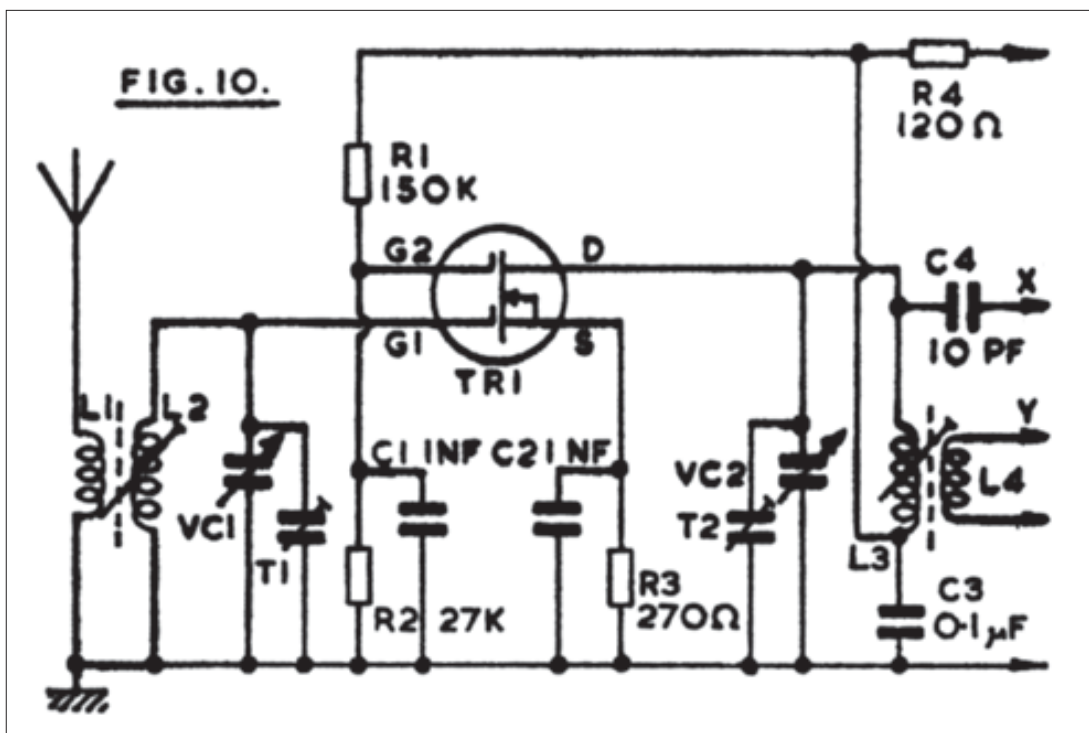 FIG. 10.
R4
120Ω
R1
150K
G2
D
C4
X
G1
S
10 PF
TR1
Y
L1
L2
C1 1NF C2 1NF
VC2
L4
VC1
T2
T1
L3
R3
C3
R2 27K
270Ω
0·1µF